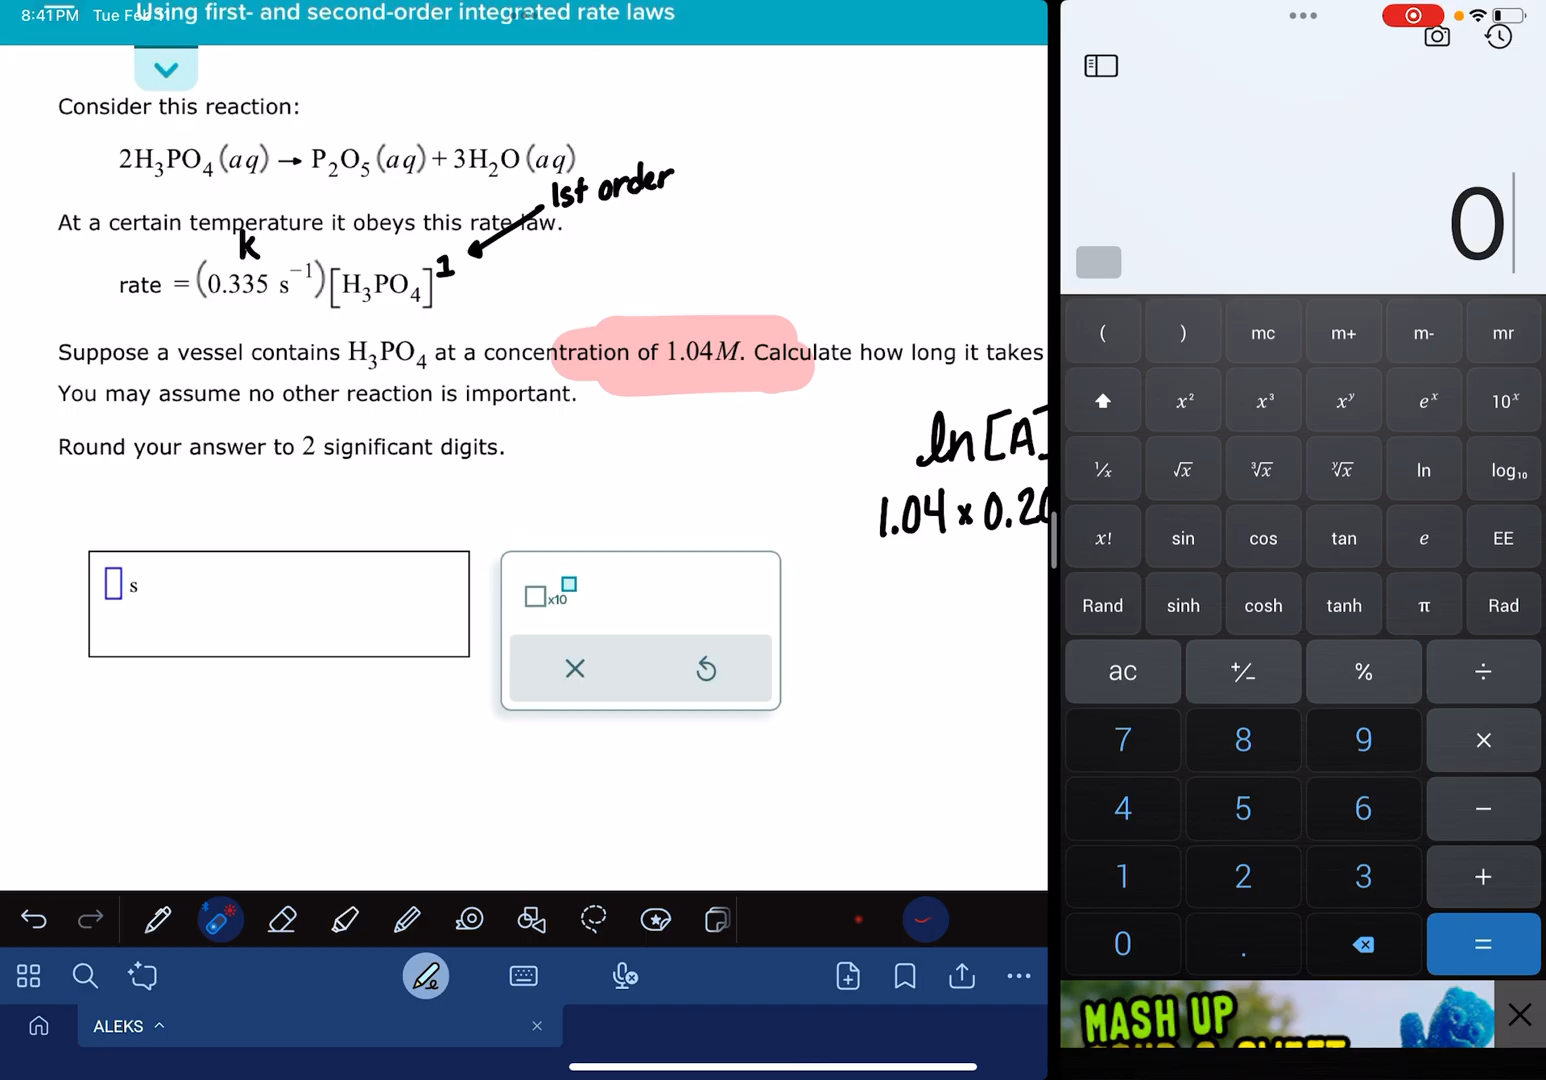 8:41 PM Tue Feb 11
Using first- and second-order integrated rate laws
Consider this reaction:
2H₃PO₄(aq) → P₂O₅(aq) + 3H₂O(aq)
1st order
At a certain temperature it obeys this rate law.
k
rate = (0.335 s⁻¹)[H₃PO₄]¹
Suppose a vessel contains H₃PO₄ at a concentration of 1.04M. Calculate how long it takes
You may assume no other reaction is important.
ln[A]
Round your answer to 2 significant digits.
1.04 x 0.20
s
x10
ALEKS
0
( ) mc m+ m- mr
x² x³ xʸ eˣ 10ˣ
¹/x √x ³√x ʸ√x ln log₁₀
x! sin cos tan e EE
Rand sinh cosh tanh π Rad
ac +/− % ÷
7 8 9 ×
4 5 6 −
1 2 3 +
0 . =
MASH UP